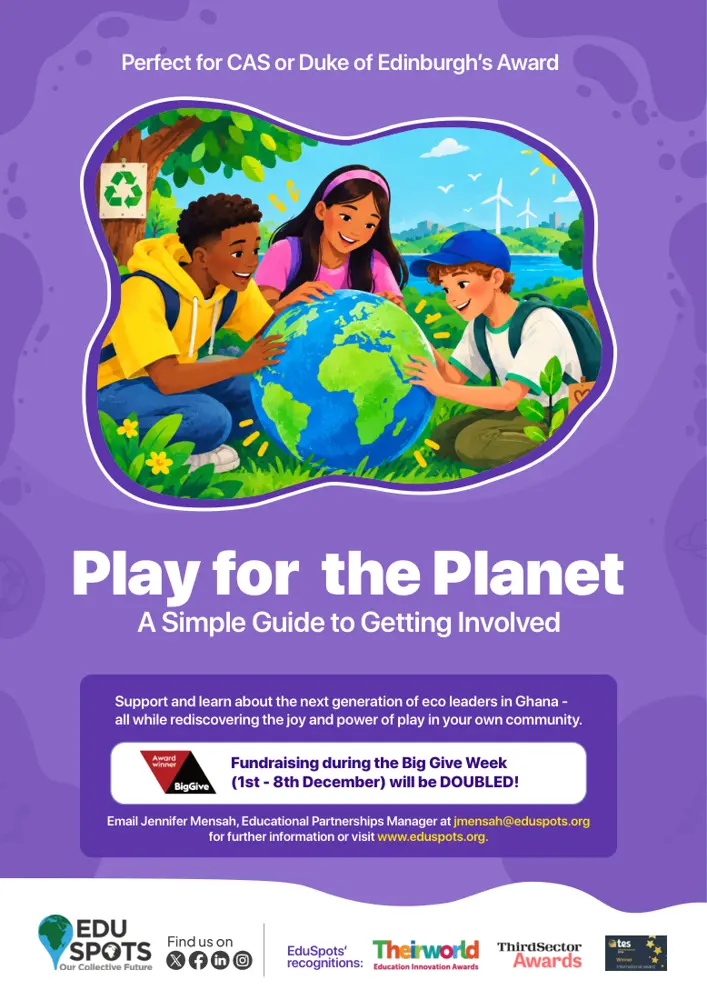 Perfect for CAS or Duke of Edinburgh's Award
Play for the Planet
A Simple Guide to Getting Involved
Support and learn about the next generation of eco leaders in Ghana -
all while rediscovering the joy and power of play in your own community.
Award
winner
BigGive
Fundraising during the Big Give Week
(1st - 8th December) will be DOUBLED!
Email Jennifer Mensah, Educational Partnerships Manager at jmensah@eduspots.org
for further information or visit www.eduspots.org.
EDU
SPOTS
Our Collective Future
Find us on
EduSpots'
recognitions:
Theirworld
Education Innovation Awards
ThirdSector
Awards
tes
Winner